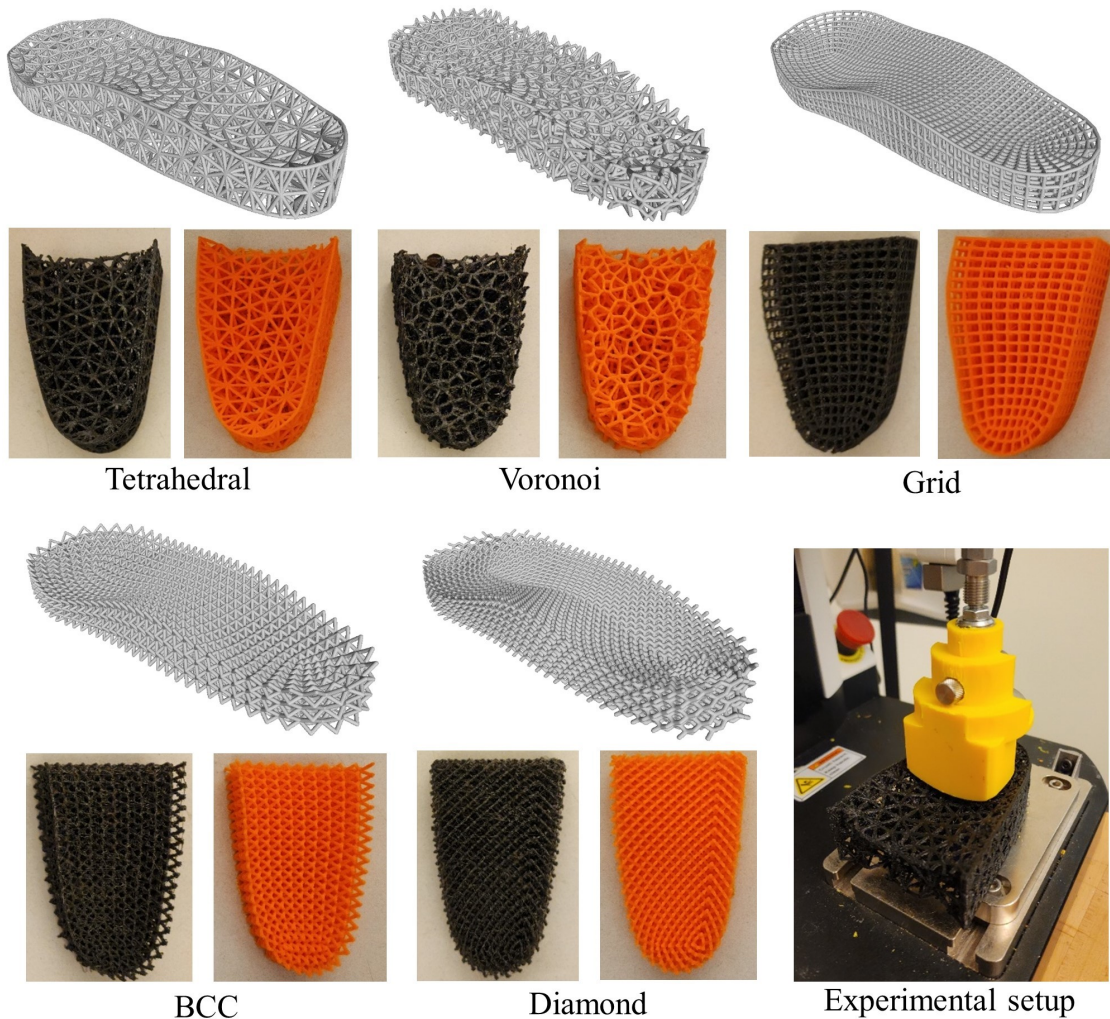 Tetrahedral
Voronoi
Grid
BCC
Diamond
Experimental setup